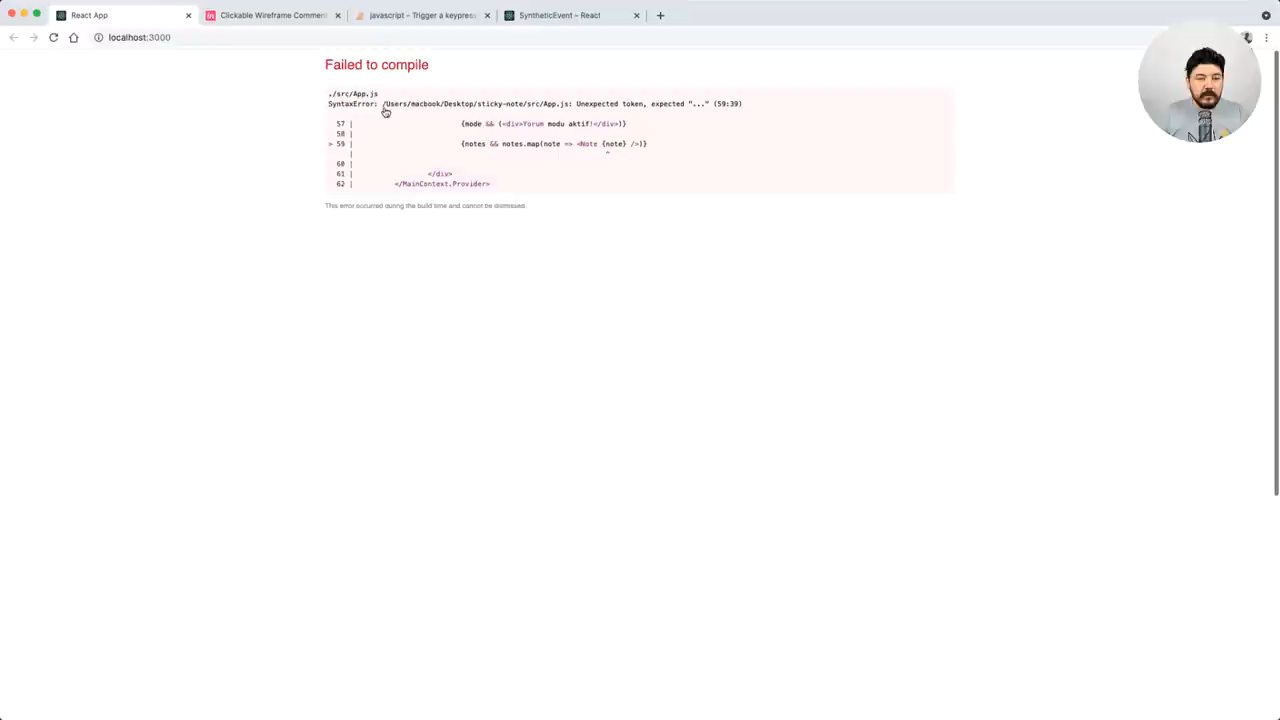 React App
Clickable Wireframe Comment
javascript - Trigger a keypress
SyntheticEvent – React
localhost:3000
Failed to compile
./src/App.js
SyntaxError: /Users/macbook/Desktop/sticky-note/src/App.js: Unexpected token, expected "..." (59:39)
57 | {mode && (<div>Yorum modu aktif!</div>)}
58 |
> 59 | {notes && notes.map(note => <Note {note} />)}
| ^
60 |
61 | </div>
62 | </MainContext.Provider>
This error occurred during the build time and cannot be dismissed.